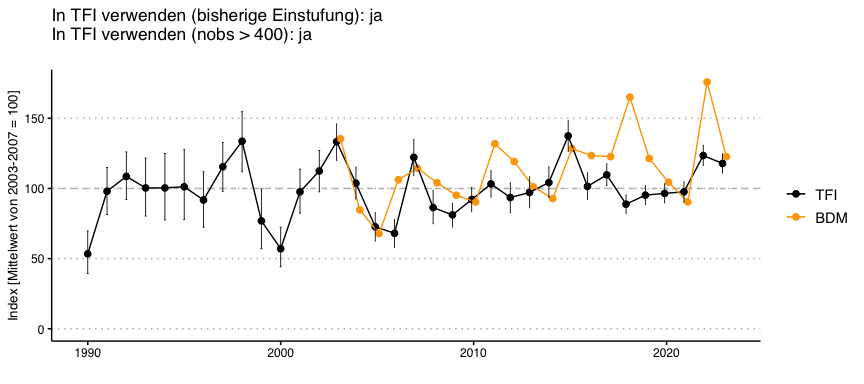 In TFI verwenden (bisherige Einstufung): ja
In TFI verwenden (nobs > 400): ja
Index [Mittelwert von 2003-2007 = 100]
150
100
50
0
1990
2000
2010
2020
TFI
BDM